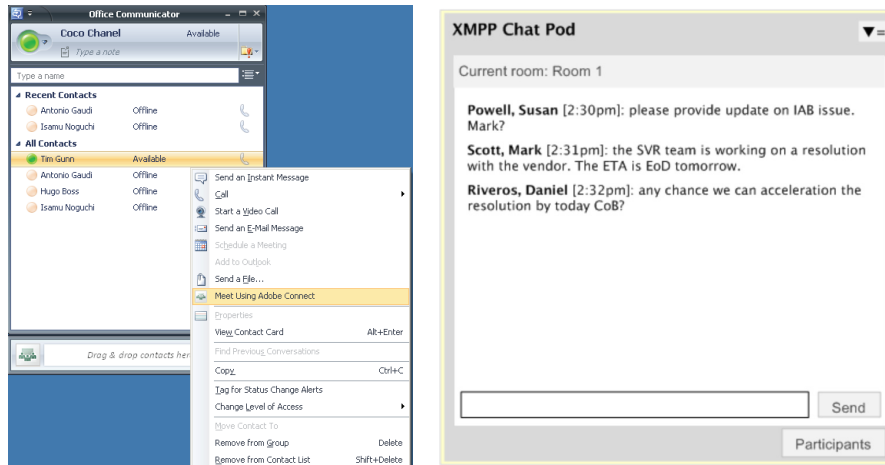 Office Communicator
Coco Chanel Available
Type a note
Type a name
Recent Contacts
Antonio Gaudi Offline
Isamu Noguchi Offline
All Contacts
Tim Gunn Available
Antonio Gaudi Offline
Hugo Boss Offline
Isamu Noguchi Offline
Drag & drop contacts her
Send an Instant Message
Call
Start a Video Call
Send an E-Mail Message
Schedule a Meeting
Add to Outlook
Send a File...
Meet Using Adobe Connect
Properties
View Contact Card Alt+Enter
Find Previous Conversations
Copy Ctrl+C
Tag for Status Change Alerts
Change Level of Access
Move Contact To
Remove from Group Delete
Remove from Contact List Shift+Delete
XMPP Chat Pod
Current room: Room 1
Powell, Susan [2:30pm]: please provide update on IAB issue.
Mark?
Scott, Mark [2:31pm]: the SVR team is working on a resolution
with the vendor. The ETA is EoD tomorrow.
Riveros, Daniel [2:32pm]: any chance we can acceleration the
resolution by today CoB?
Send
Participants